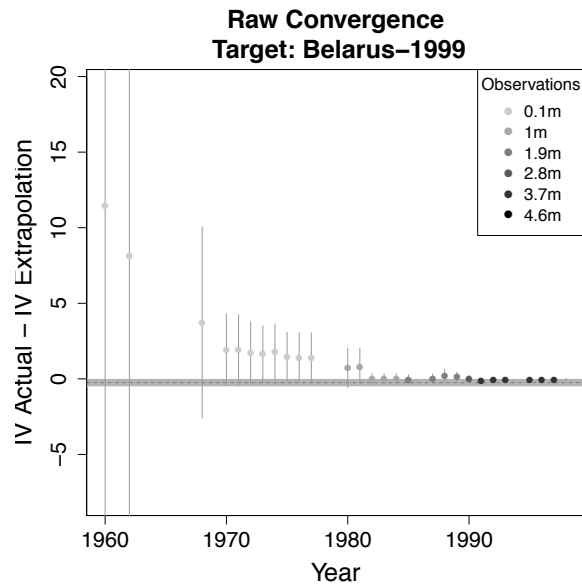 Raw Convergence
Target: Belarus−1999
IV Actual − IV Extrapolation
20
15
10
5
0
−5
Observations
0.1m
1m
1.9m
2.8m
3.7m
4.6m
1960
1970
1980
1990
Year